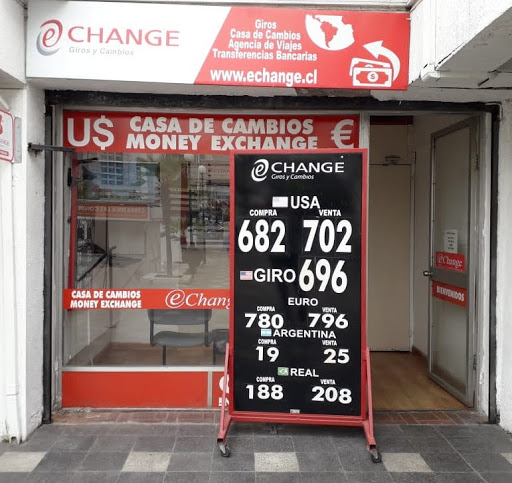 e CHANGE
Giros y Cambios
Giros
Casa de Cambios
Agencia de Viajes
Transferencias Bancarias
www.echange.cl
$
U$ CASA DE CAMBIOS €
MONEY EXCHANGE
e CHANGE
Giros y Cambios
USA
COMPRA VENTA
682 702
GIRO 696
EURO
COMPRA VENTA
780 796
ARGENTINA
COMPRA VENTA
19 25
REAL
COMPRA VENTA
188 208
CASA DE CAMBIOS
MONEY EXCHANGE
e Change
eChange
BIENVENIDOS